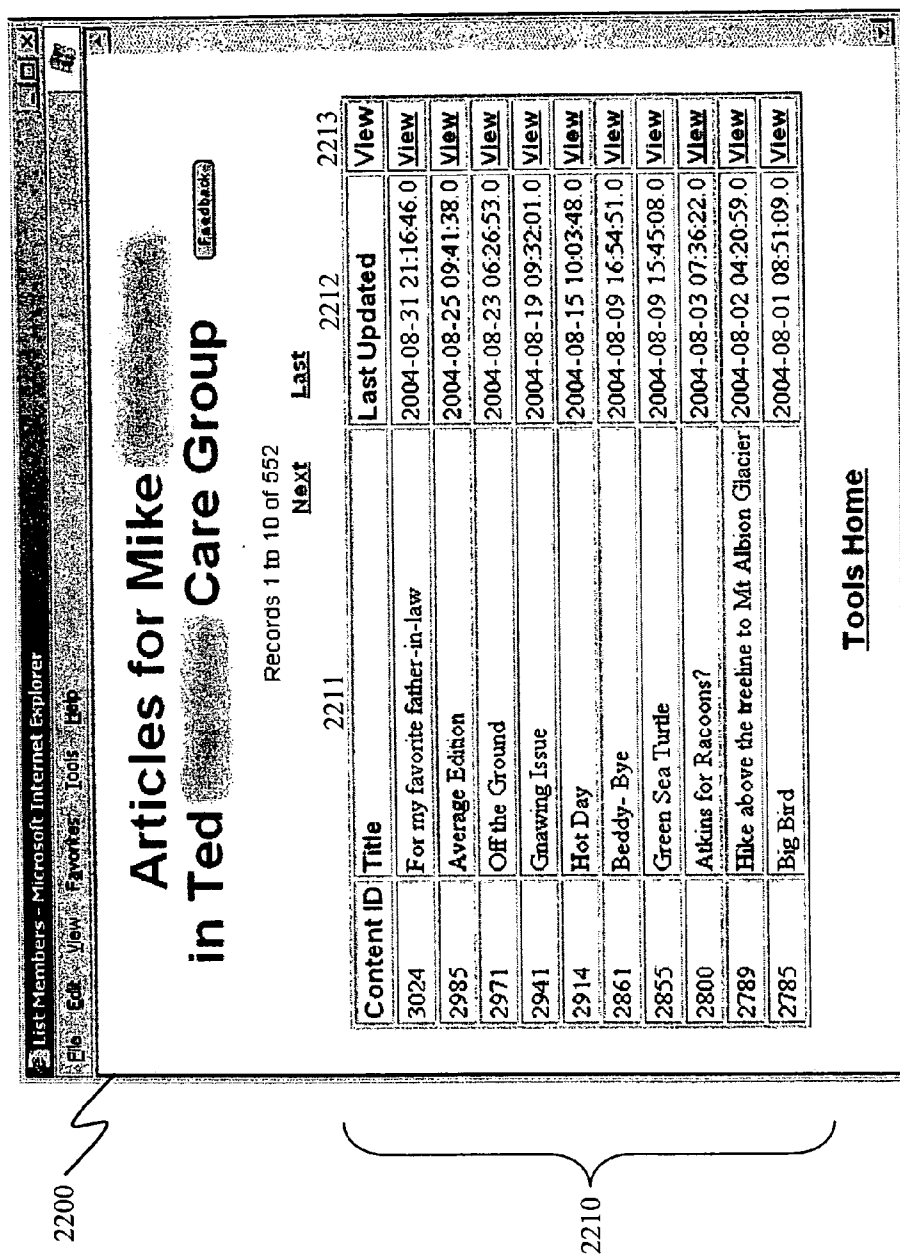 List Members - Microsoft Internet Explorer
File Edit View Favorites Tools Help
Articles for Mike
in Ted Care Group
Feedback
Records 1 to 10 of 552
Next Last
2211 2212 2213
Content ID Title Last Updated View
3024 For my favorite father-in-law 2004-08-31 21:16:46.0 View
2985 Average Edition 2004-08-25 09:41:38.0 View
2971 Off the Ground 2004-08-23 06:26:53.0 View
2941 Gnawing Issue 2004-08-19 09:32:01.0 View
2914 Hot Day 2004-08-15 10:03:48.0 View
2861 Beddy- Bye 2004-08-09 16:54:51.0 View
2855 Green Sea Turtle 2004-08-09 15:45:08.0 View
2800 Atkins for Racoons? 2004-08-03 07:36:22.0 View
2789 Hike above the treeline to Mt Albion Glacier 2004-08-02 04:20:59.0 View
2785 Big Bird 2004-08-01 08:51:09.0 View
Tools Home
2200
2210